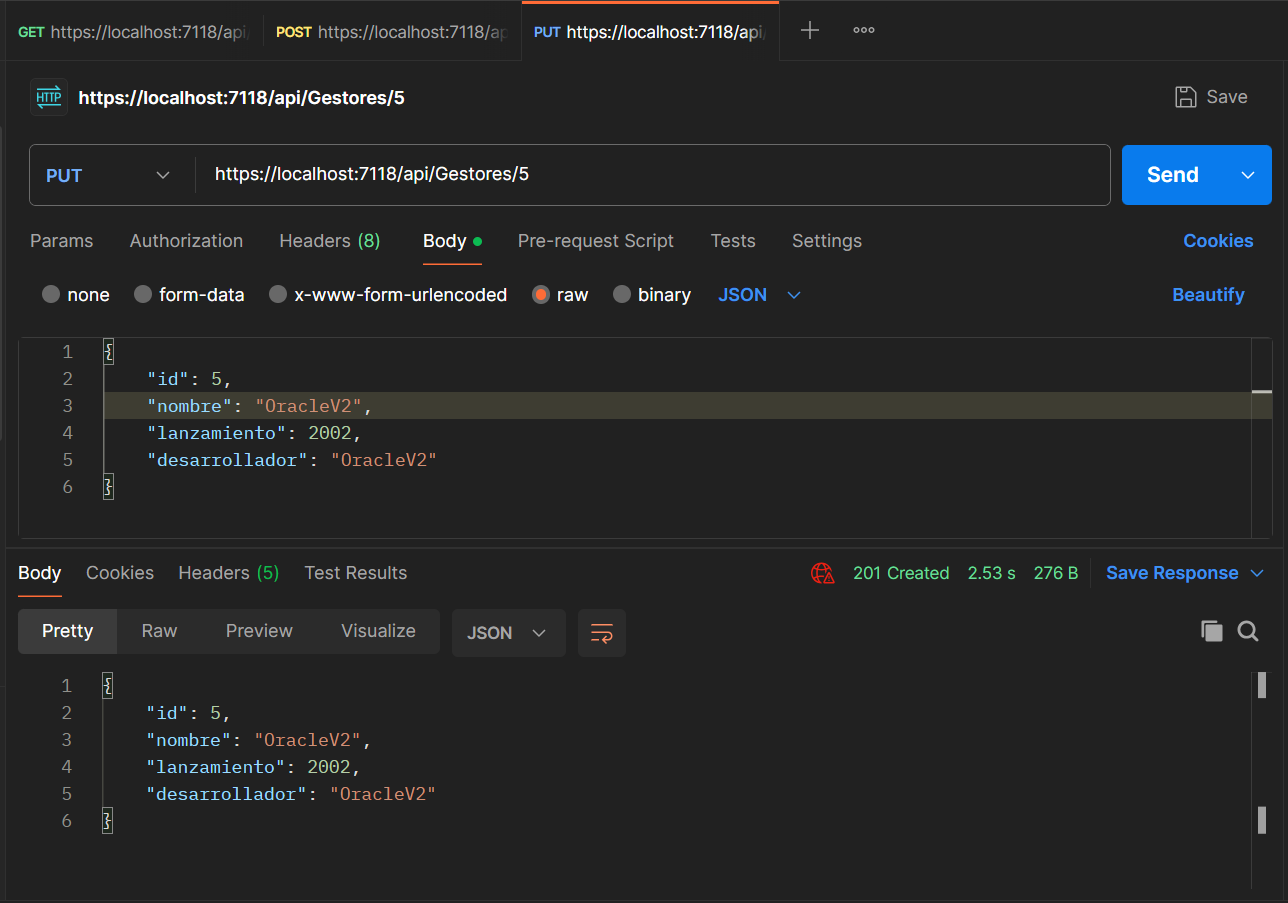 GET https://localhost:7118/api/ POST https://localhost:7118/ap PUT https://localhost:7118/api/
HTTP https://localhost:7118/api/Gestores/5 Save
PUT https://localhost:7118/api/Gestores/5 Send
Params Authorization Headers (8) Body Pre-request Script Tests Settings Cookies
none form-data x-www-form-urlencoded raw binary JSON Beautify
1 {
2 "id": 5,
3 "nombre": "OracleV2",
4 "lanzamiento": 2002,
5 "desarrollador": "OracleV2"
6 }
Body Cookies Headers (5) Test Results 201 Created 2.53 s 276 B Save Response
Pretty Raw Preview Visualize JSON
1 {
2 "id": 5,
3 "nombre": "OracleV2",
4 "lanzamiento": 2002,
5 "desarrollador": "OracleV2"
6 }